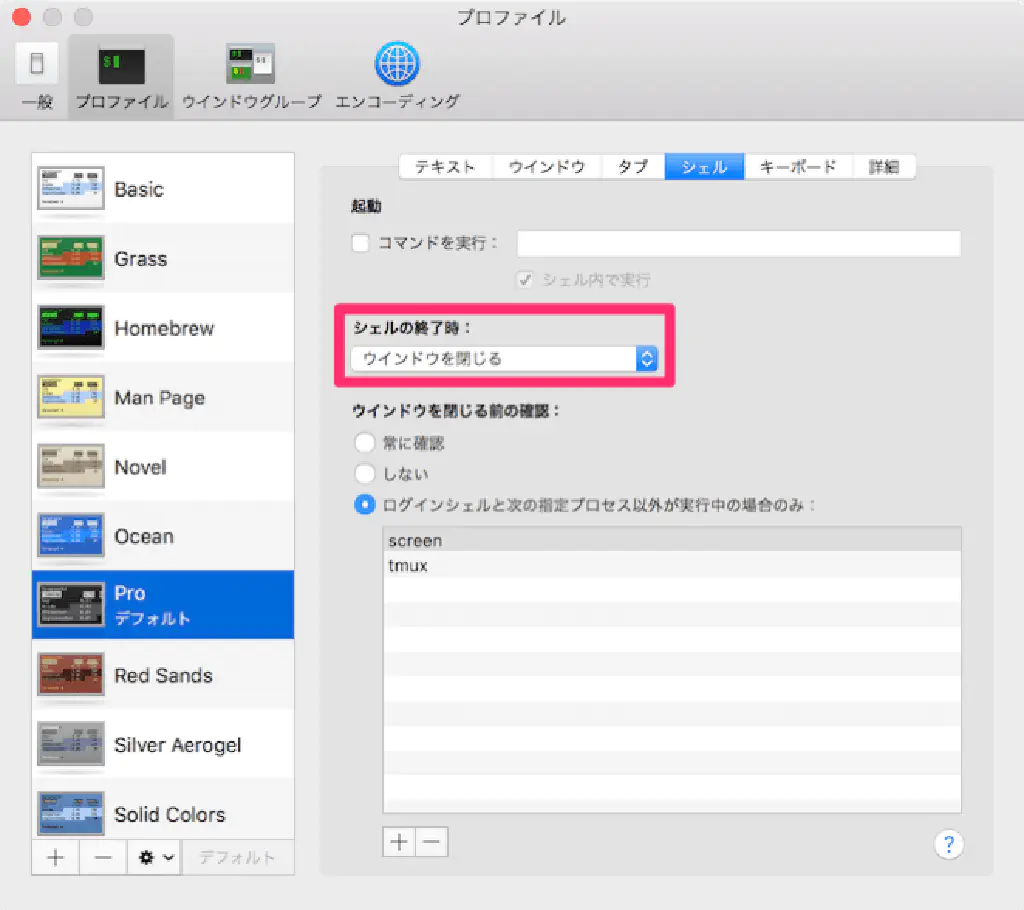 プロファイル
一般
プロファイル
ウインドウグループ
エンコーディング
Basic
Grass
Homebrew
Man Page
Novel
Ocean
Pro
デフォルト
Red Sands
Silver Aerogel
Solid Colors
デフォルト
テキスト
ウインドウ
タブ
シェル
キーボード
詳細
起動
コマンドを実行：
シェル内で実行
シェルの終了時：
ウインドウを閉じる
ウインドウを閉じる前の確認：
常に確認
しない
ログインシェルと次の指定プロセス以外が実行中の場合のみ：
screen
tmux
?